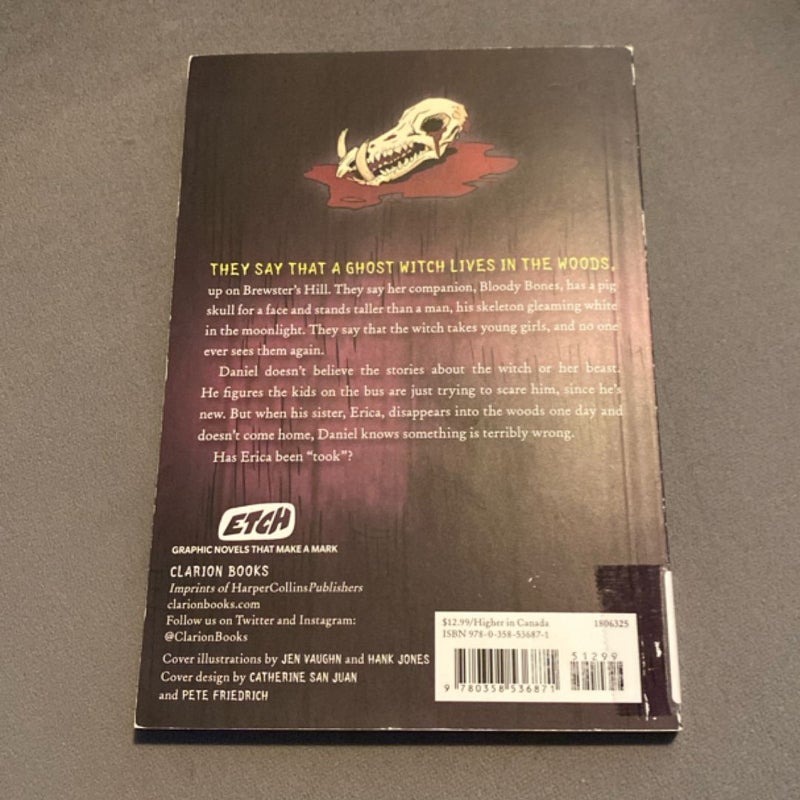 THEY SAY THAT A GHOST WITCH LIVES IN THE WOODS,
up on Brewster's Hill. They say her companion, Bloody Bones, has a pig
skull for a face and stands taller than a man, his skeleton gleaming white
in the moonlight. They say that the witch takes young girls, and no one
ever sees them again.
Daniel doesn't believe the stories about the witch or her beast.
He figures the kids on the bus are just trying to scare him, since he's
new. But when his sister, Erica, disappears into the woods one day and
doesn't come home, Daniel knows something is terribly wrong.
Has Erica been "took"?
ETCH
GRAPHIC NOVELS THAT MAKE A MARK
CLARION BOOKS
Imprints of HarperCollinsPublishers
clarionbooks.com
Follow us on Twitter and Instagram:
@ClarionBooks
Cover illustrations by JEN VAUGHN and HANK JONES
Cover design by CATHERINE SAN JUAN
and PETE FRIEDRICH
$12.99/Higher in Canada 1806325
ISBN 978-0-358-53687-1
51299
9 780358 536871